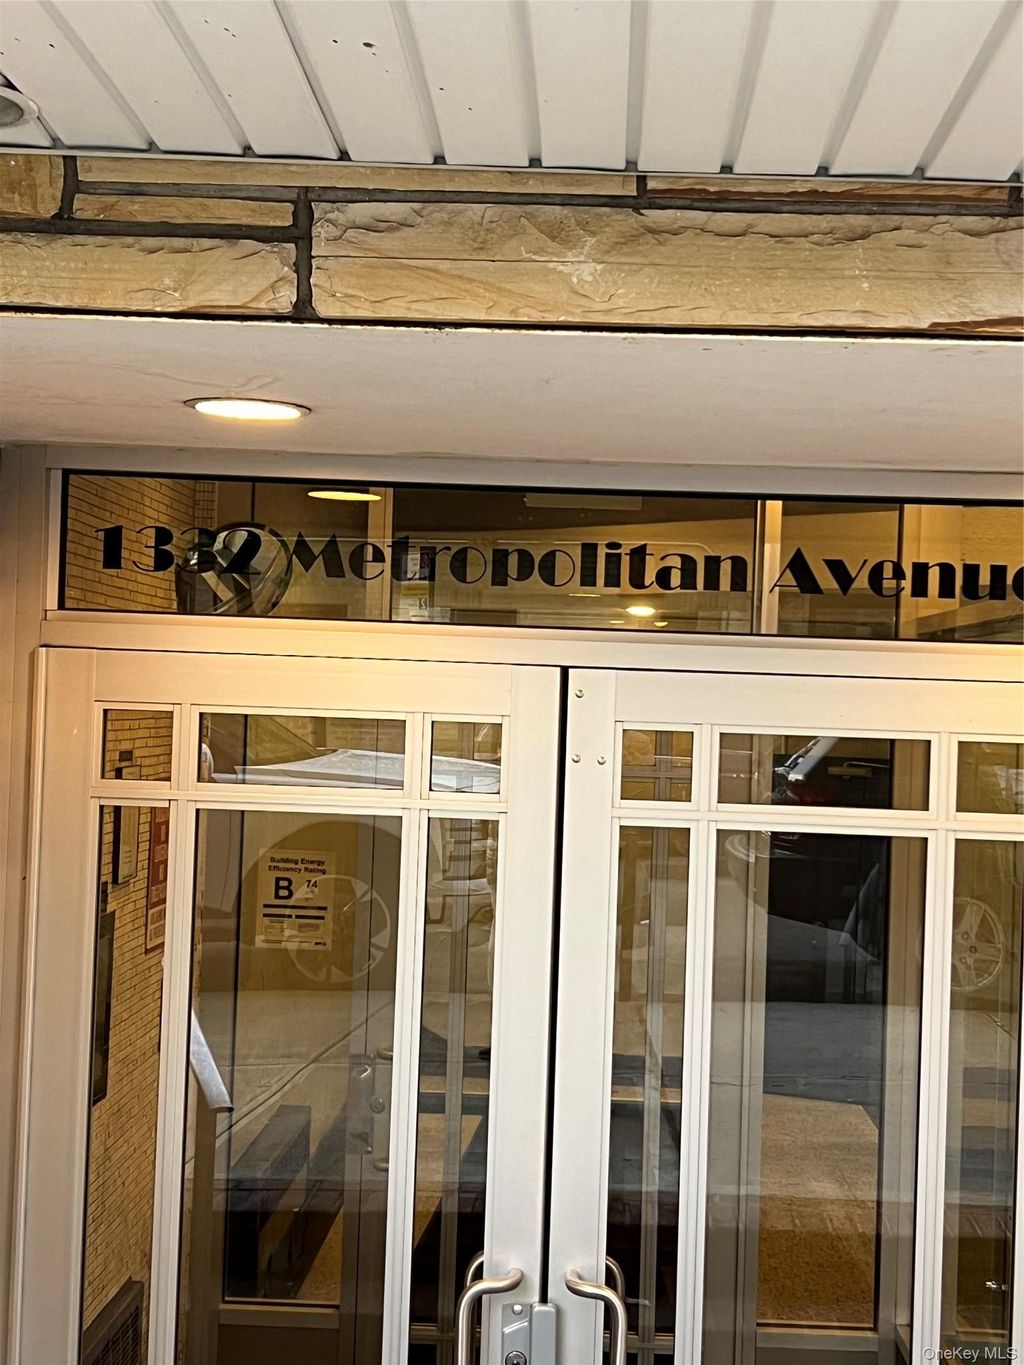 1332 Metropolitan Avenue
Building Energy
Efficiency Rating
B 74
OneKey MLS